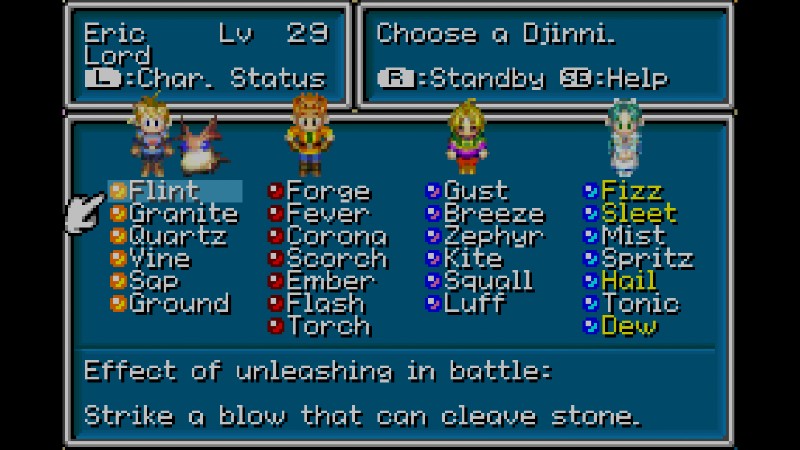 Eric Lv 29
Lord
L:Char. Status
Choose a Djinni.
R:Standby SE:Help
Flint Forge Gust Fizz
Granite Fever Breeze Sleet
Quartz Corona Zephyr Mist
Vine Scorch Kite Spritz
Sap Ember Squall Hail
Ground Flash Luff Tonic
Torch Dew
Effect of unleashing in battle:
Strike a blow that can cleave stone.